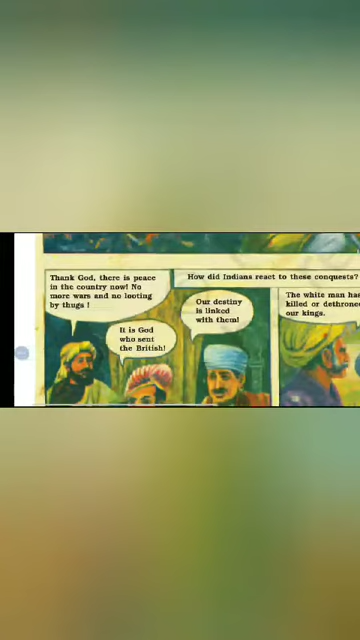 Thank God, there is peace
in the country now! No
more wars and no looting
by thugs !
How did Indians react to these conquests?
It is God
who sent
the British!
Our destiny
is linked
with them!
The white man has
killed or dethroned
our kings.